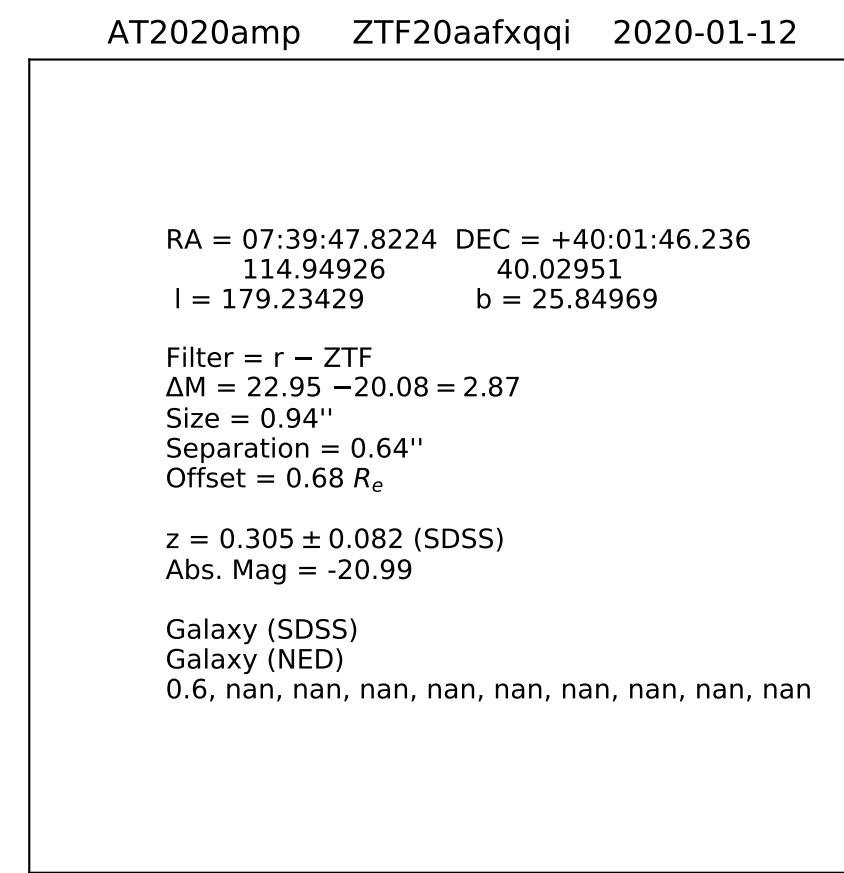 AT2020amp ZTF20aafxqqi 2020-01-12
RA = 07:39:47.8224 DEC = +40:01:46.236
114.94926 40.02951
l = 179.23429 b = 25.84969
Filter = r − ZTF
ΔM = 22.95 −20.08 = 2.87
Size = 0.94''
Separation = 0.64''
Offset = 0.68 Rₑ
z = 0.305 ± 0.082 (SDSS)
Abs. Mag = -20.99
Galaxy (SDSS)
Galaxy (NED)
0.6, nan, nan, nan, nan, nan, nan, nan, nan, nan